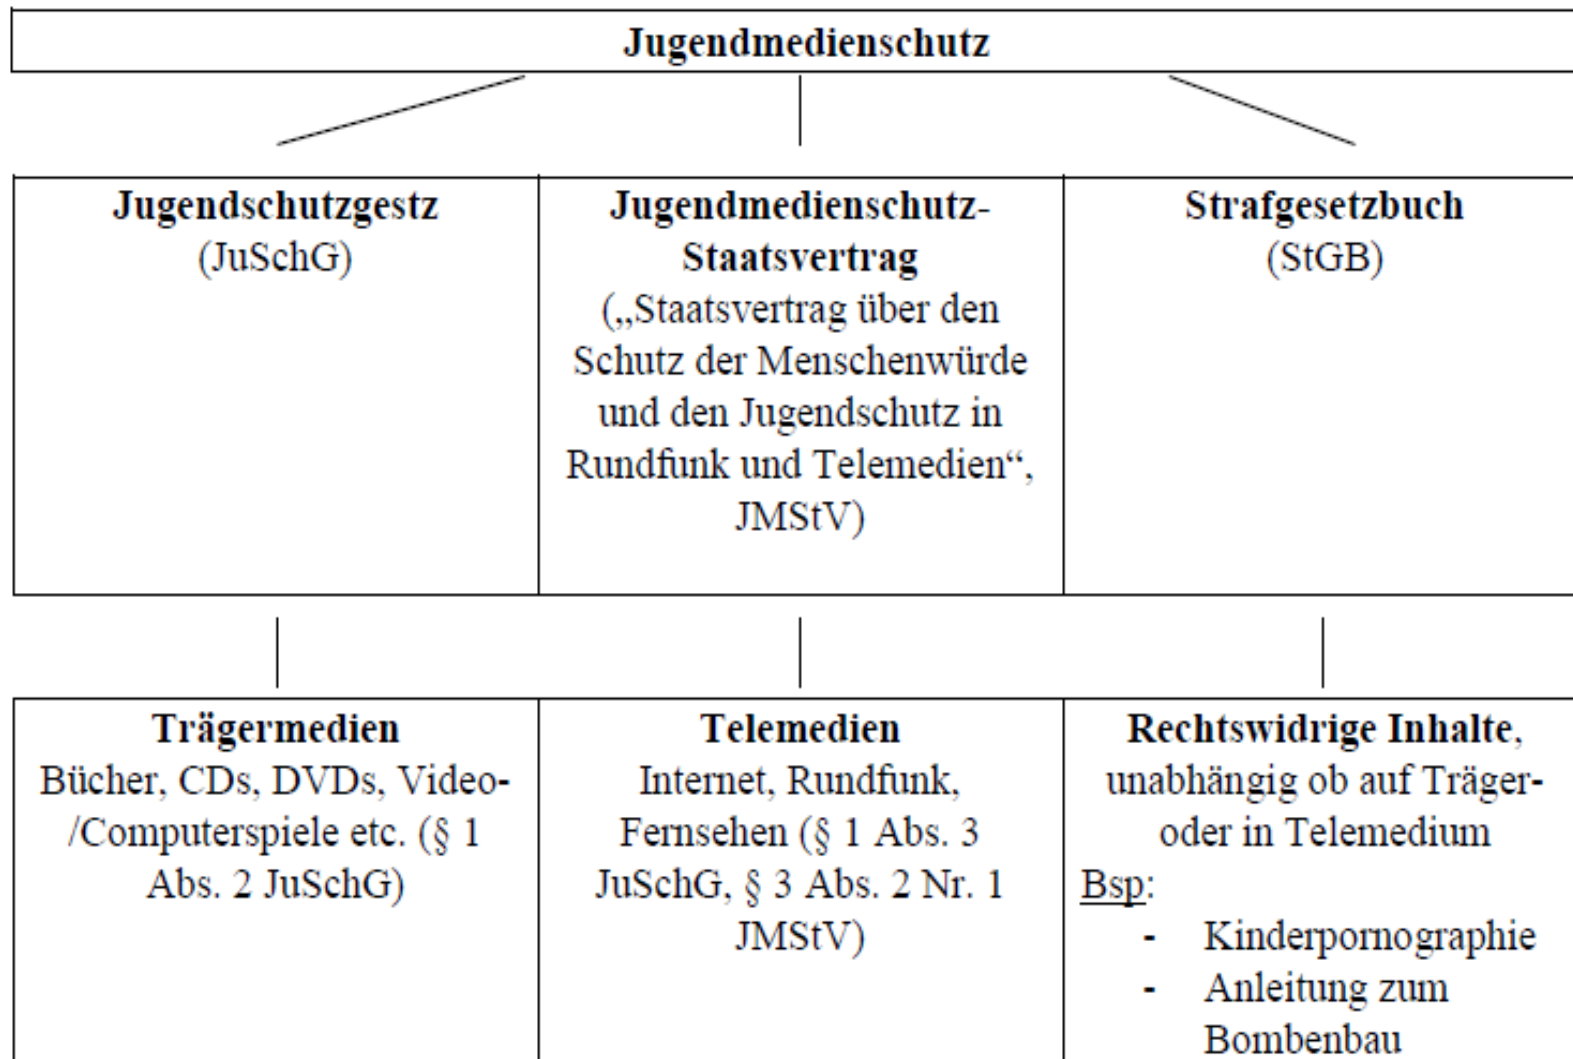 Jugendmedienschutz
Jugendschutzgestz
(JuSchG)
Jugendmedienschutz-
Staatsvertrag
(„Staatsvertrag über den
Schutz der Menschenwürde
und den Jugendschutz in
Rundfunk und Telemedien“,
JMStV)
Strafgesetzbuch
(StGB)
Trägermedien
Bücher, CDs, DVDs, Video-
/Computerspiele etc. (§ 1
Abs. 2 JuSchG)
Telemedien
Internet, Rundfunk,
Fernsehen (§ 1 Abs. 3
JuSchG, § 3 Abs. 2 Nr. 1
JMStV)
Rechtswidrige Inhalte,
unabhängig ob auf Träger-
oder in Telemedium
Bsp:
- Kinderpornographie
- Anleitung zum
Bombenbau